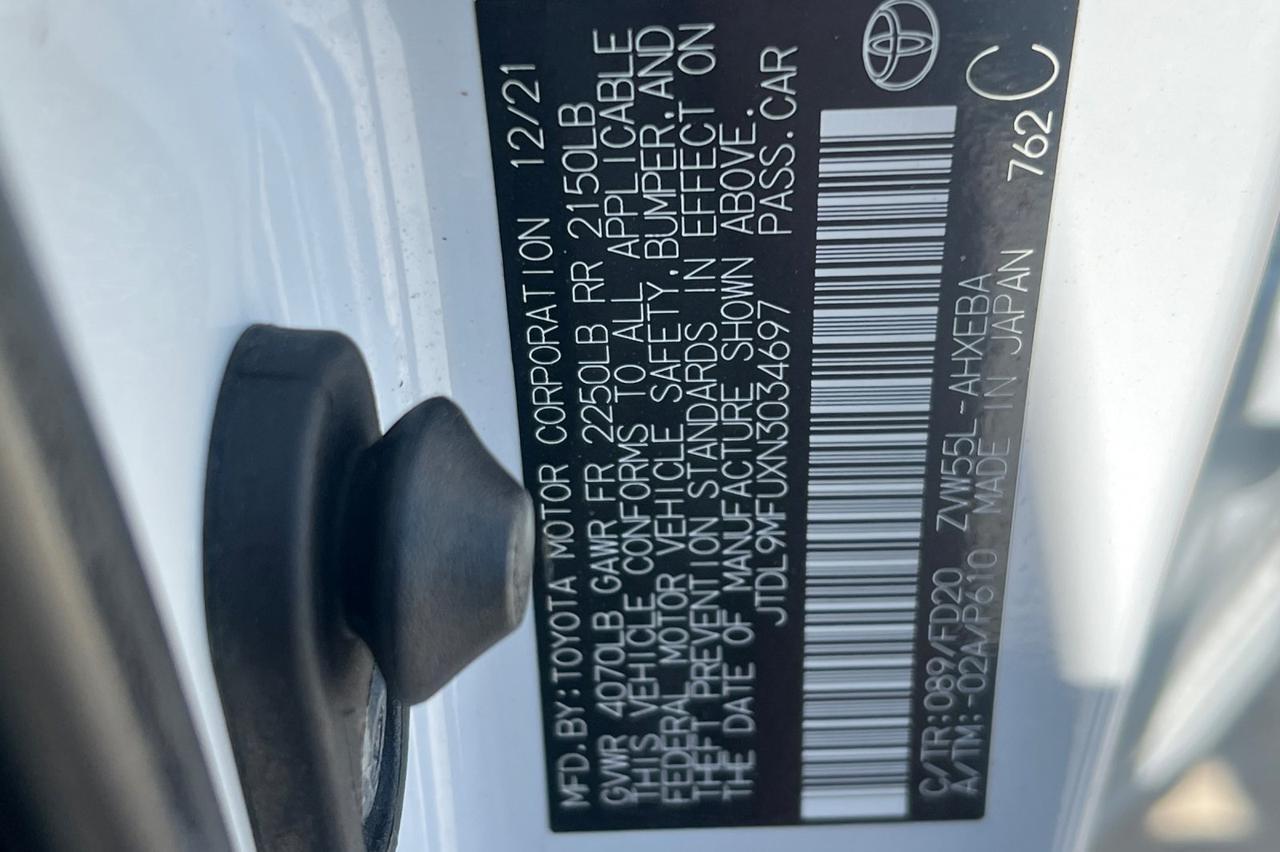 MFD.BY:TOYOTA MOTOR CORPORATION 12/21
GVWR 4070LB GAWR FR 2250LB RR 2150LB
THIS VEHICLE CONFORMS TO ALL APPLICABLE
FEDERAL MOTOR VEHICLE SAFETY,BUMPER,AND
THEFT PREVENTION STANDARDS IN EFFECT ON
THE DATE OF MANUFACTURE SHOWN ABOVE.
JTDL9MFUXN3034697 PASS.CAR
C/TR:089/FD20 ZVW55L-AHXEBA
A/TM:-02A/P610 MADE IN JAPAN 762 C